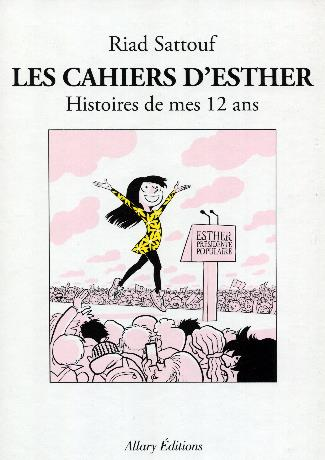 Riad Sattouf
LES CAHIERS D'ESTHER
Histoires de mes 12 ans
ESTHER
PRÉSIDENTE
POPULAIRE
Allary Éditions